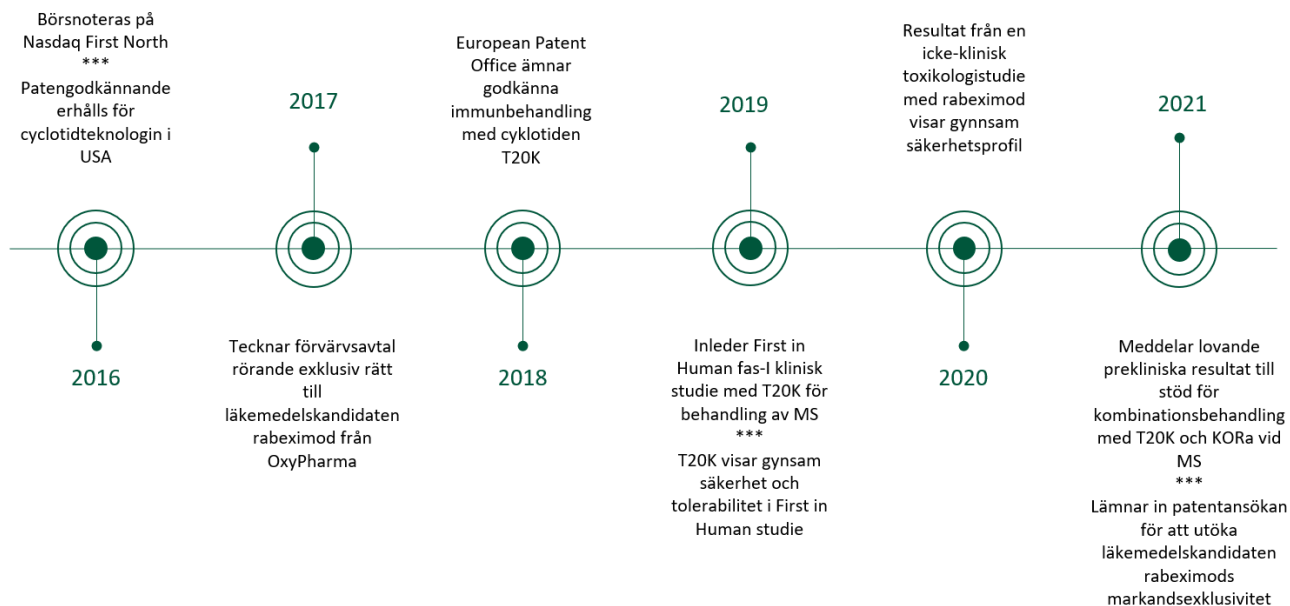 Börsnoteras på
Nasdaq First North
***
Patengodkännande
erhålls för
cyclotidteknologin i
USA
2016
2017
Tecknar förvärvsavtal
rörande exklusiv rätt
till
läkemedelskandidaten
rabeximod från
OxyPharma
European Patent
Office ämnar
godkänna
immunbehandling
med cyklotiden
T20K
2018
2019
Inleder First in
Human fas-I klinisk
studie med T20K för
behandling av MS
***
T20K visar gynsam
säkerhet och
tolerabilitet i First in
Human studie
Resultat från en
icke-klinisk
toxikologistudie
med rabeximod
visar gynnsam
säkerhetsprofil
2020
2021
Meddelar lovande
prekliniska resultat till
stöd för
kombinationsbehandling
med T20K och KORa vid
MS
***
Lämnar in patentansökan
för att utöka
läkemedelskandidaten
rabeximods
markandsexklusivitet